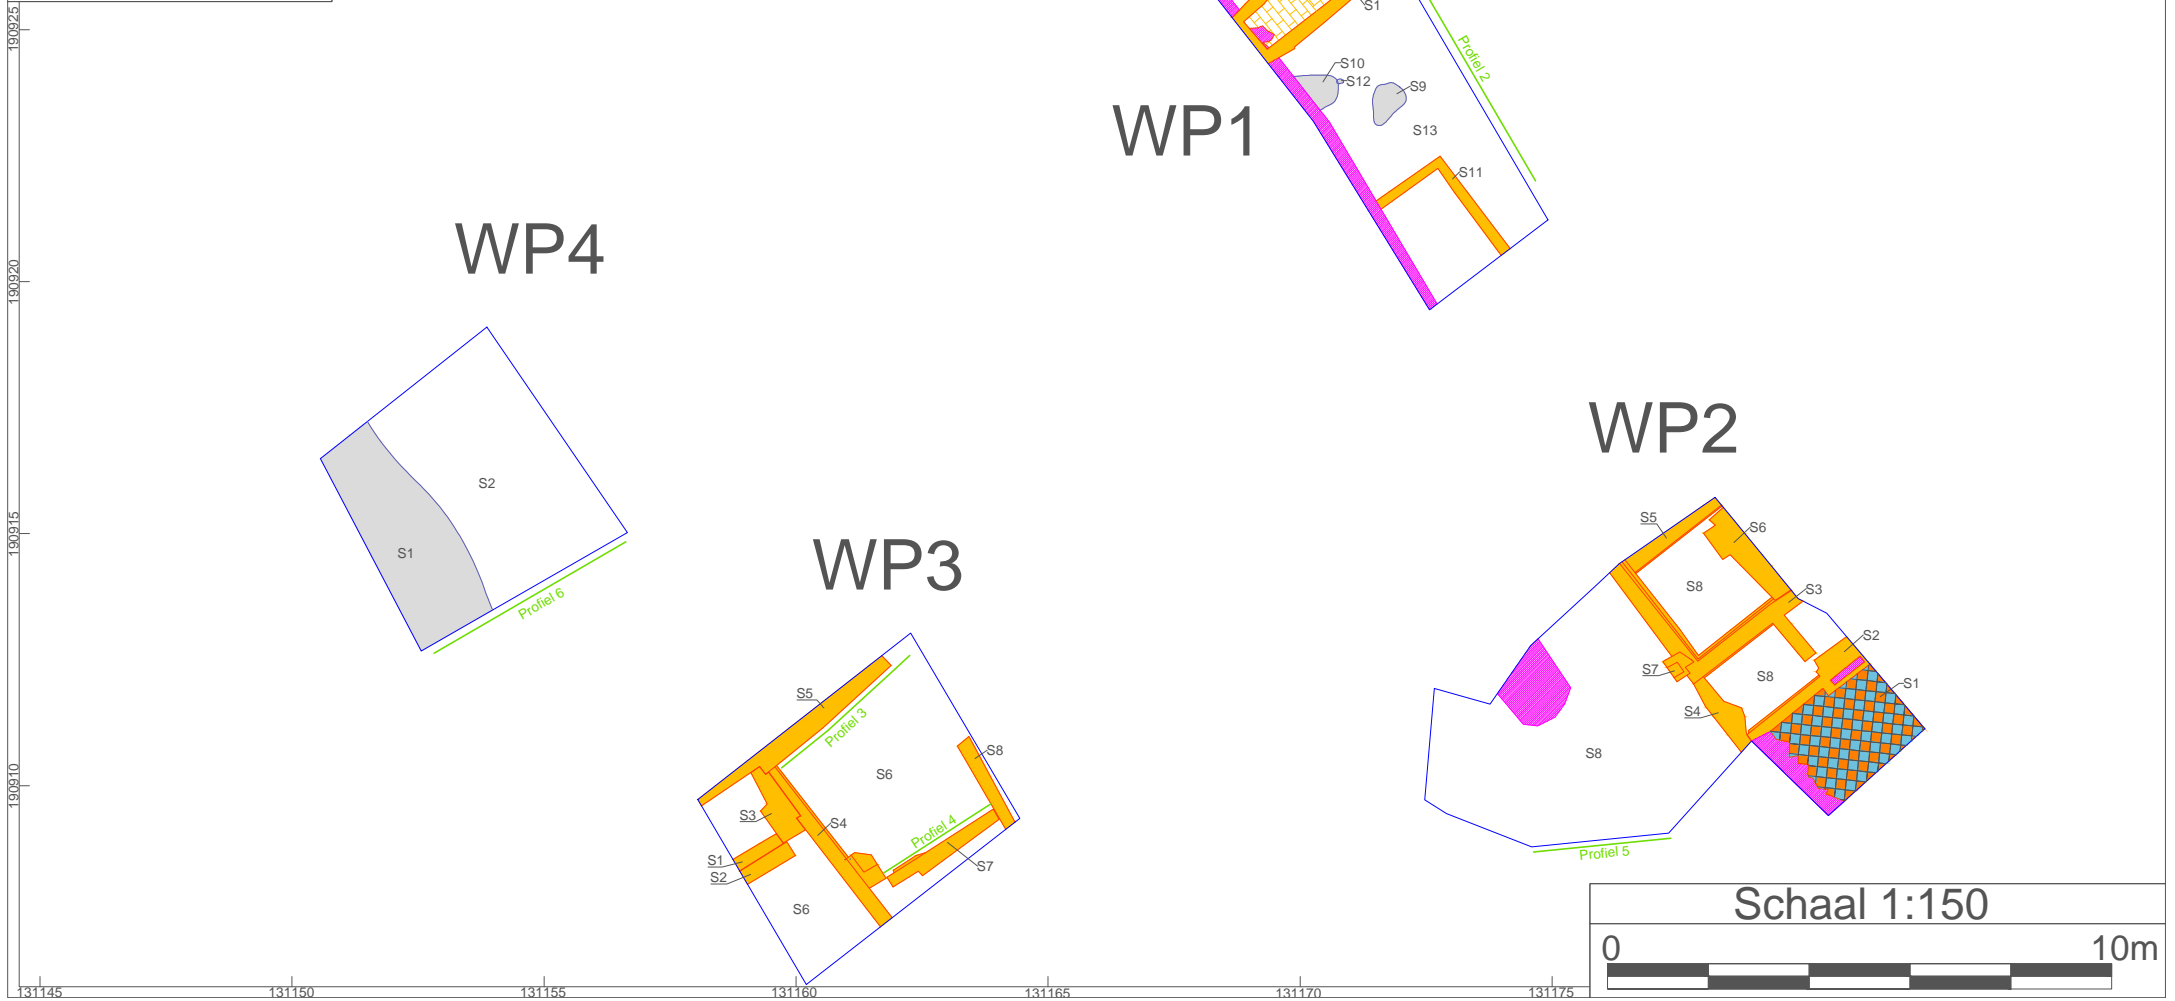 190925
S1
Profiel 2
S10
S12
S9
WP1
S13
S11
WP4
190920
WP2
S2
190915
S1
WP3
Profiel 6
S5
S6
S8
S3
S2
S7
S8
S1
S4
S8
Profiel 5
S5
Profiel 3
S8
S6
190910
S3
S4
Profiel 4
S1
S2
S7
S6
Schaal 1:150
0 10m
131145 131150 131155 131160 131165 131170 131175